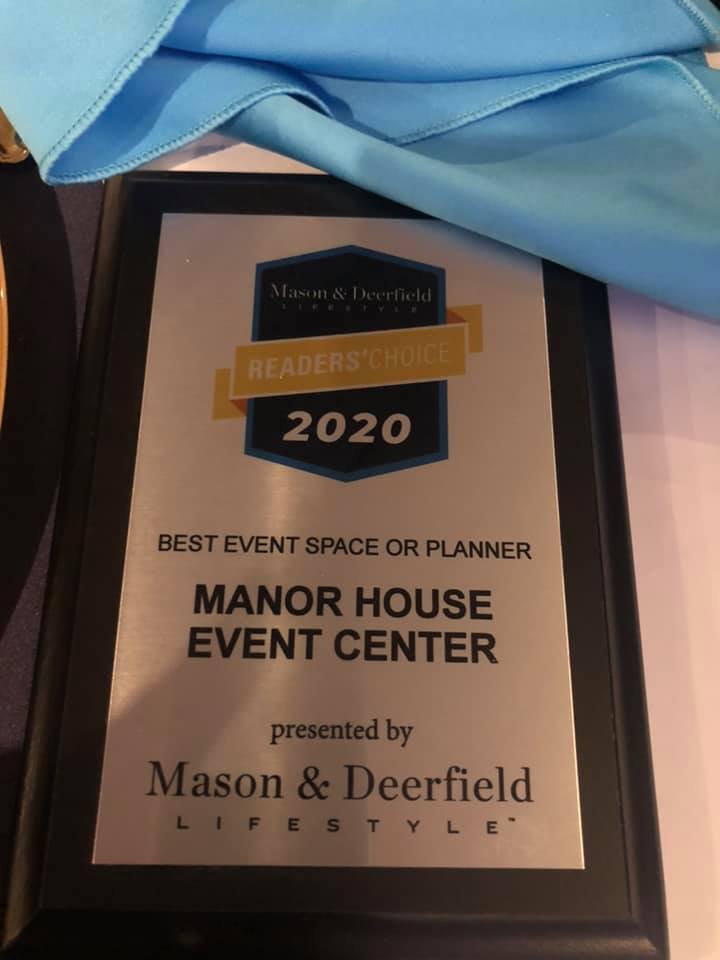 Mason & Deerfield
LIFESTYLE
READERS'CHOICE
2020
BEST EVENT SPACE OR PLANNER
MANOR HOUSE
EVENT CENTER
presented by
Mason & Deerfield
LIFESTYLE™